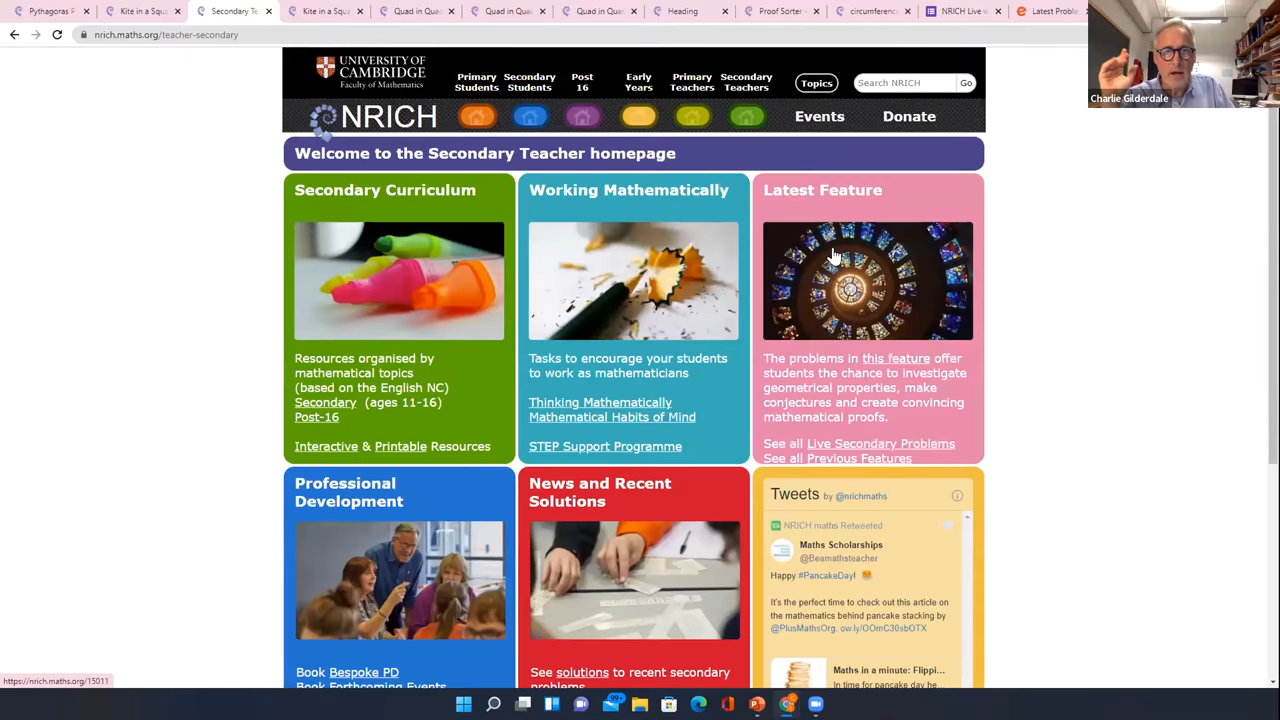 Pythagoras P
Kite in a Squ
Secondary Te
Kite in a Squ
Quad in Qua
Quad in Qua
Quad in Qua
Heading
Proof Sorter -
circumferenc
NRICH Live w
Latest Proble
nrich.maths.org/teacher-secondary
Charlie Gilderdale
UNIVERSITY OF
CAMBRIDGE
Faculty of Mathematics
Primary
Students
Secondary
Students
Post
16
Early
Years
Primary
Teachers
Secondary
Teachers
Topics
Search NRICH
Go
NRICH
Events
Donate
Welcome to the Secondary Teacher homepage
Secondary Curriculum
Resources organised by
mathematical topics
(based on the English NC)
Secondary (ages 11-16)
Post-16
Interactive & Printable Resources
Working Mathematically
Tasks to encourage your students
to work as mathematicians
Thinking Mathematically
Mathematical Habits of Mind
STEP Support Programme
Latest Feature
The problems in this feature offer
students the chance to investigate
geometrical properties, make
conjectures and create convincing
mathematical proofs.
See all Live Secondary Problems
See all Previous Features
Professional
Development
Book Bespoke PD
Book Forthcoming Events
News and Recent
Solutions
See solutions to recent secondary
problems
Tweets by @nrichmaths
NRICH maths Retweeted
Maths Scholarships
@Beamathsteacher
Happy #PancakeDay!
It's the perfect time to check out this article on
the mathematics behind pancake stacking by
@PlusMathsOrg. ow.ly/OOmC30sbOTX
Maths in a minute: Flippi...
In time for pancake day he...
https://nrich.maths.org/15011
99+